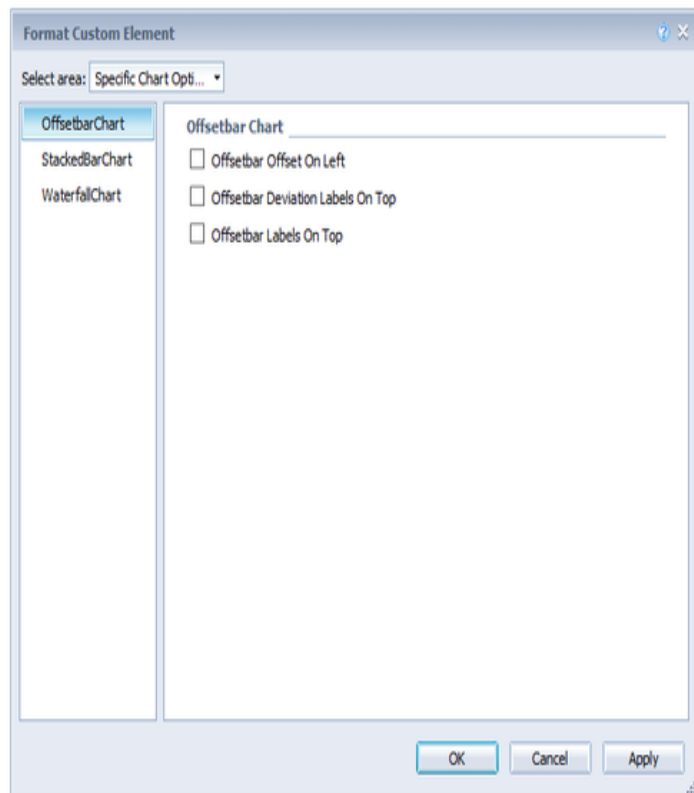 Format Custom Element
Select area: Specific Chart Opti...
OffsetbarChart
StackedBarChart
WaterfallChart
Offsetbar Chart
Offsetbar Offset On Left
Offsetbar Deviation Labels On Top
Offsetbar Labels On Top
OK Cancel Apply